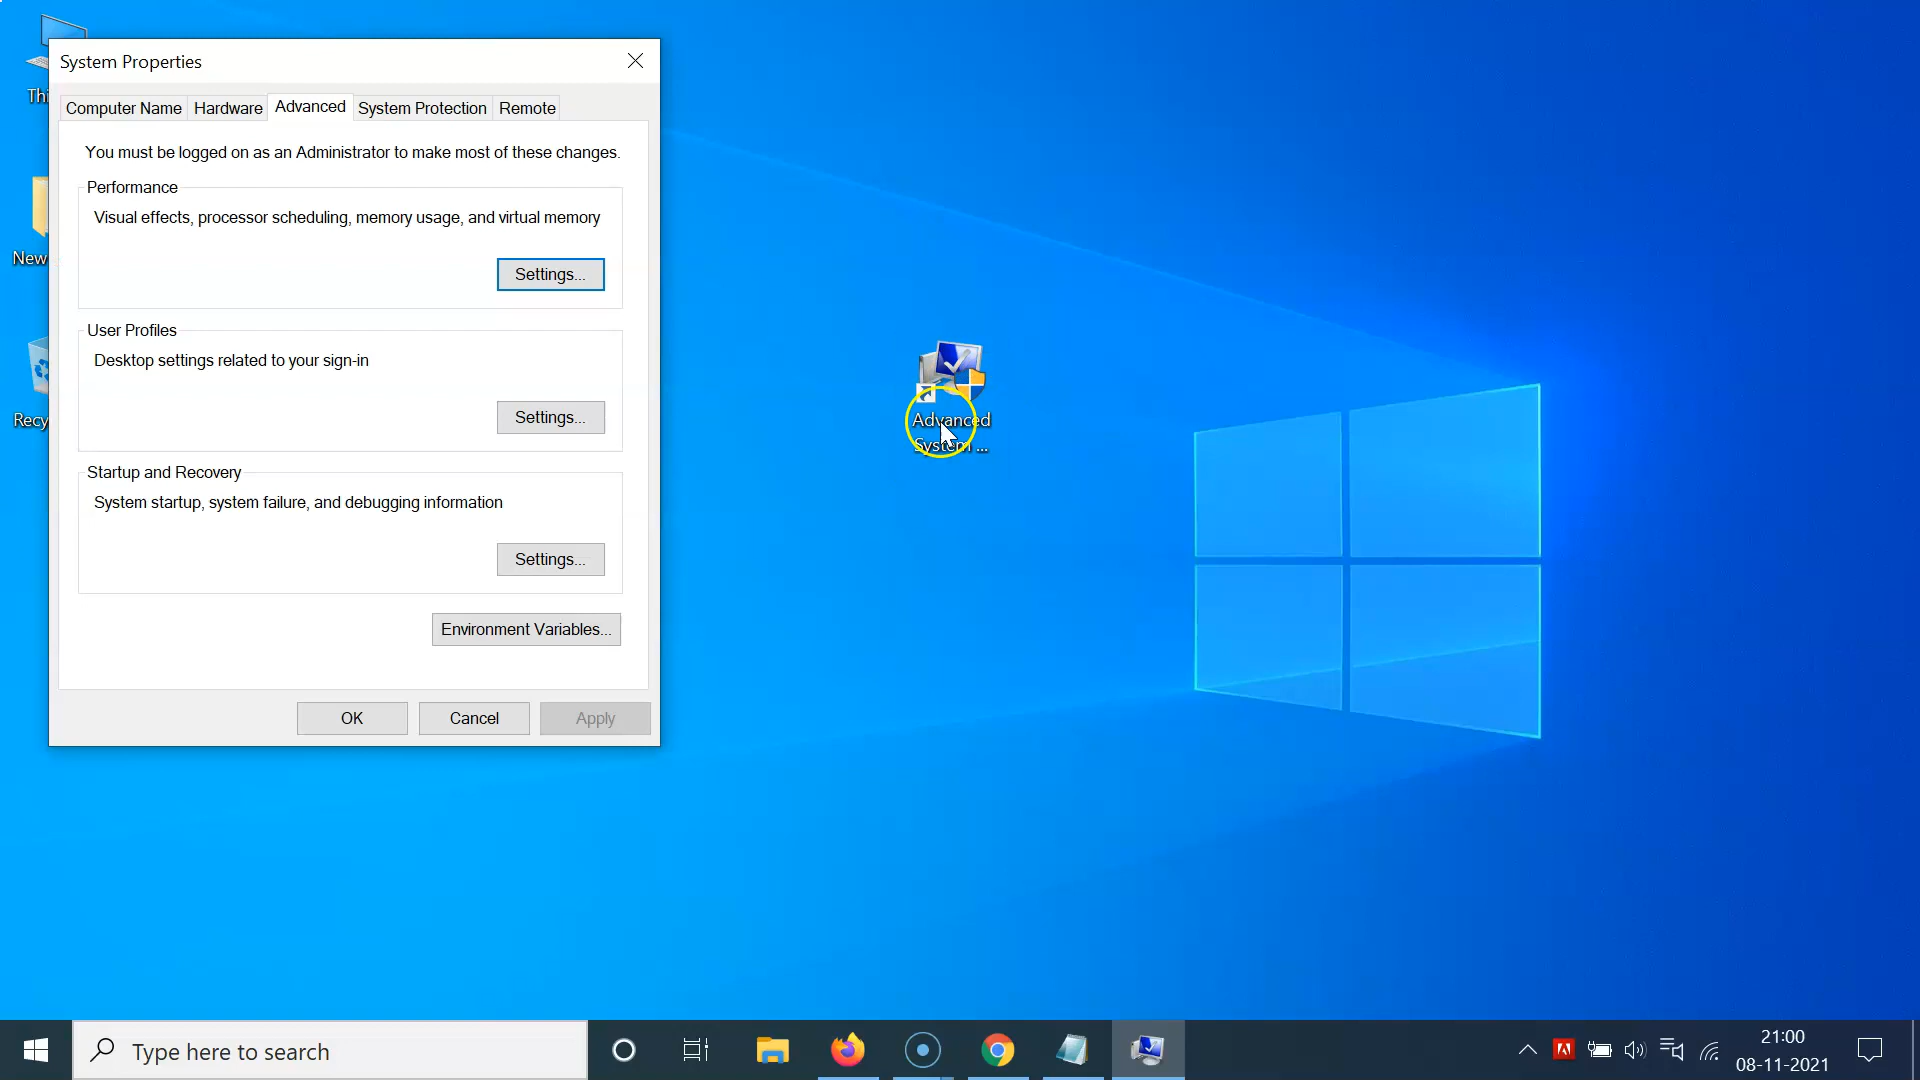 System Properties
Computer Name
Hardware
Advanced
System Protection
Remote
You must be logged on as an Administrator to make most of these changes.
Performance
Visual effects, processor scheduling, memory usage, and virtual memory
Settings...
User Profiles
Desktop settings related to your sign-in
Settings...
Startup and Recovery
System startup, system failure, and debugging information
Settings...
Environment Variables...
OK
Cancel
Apply
Thi
New
Recy
Advanced
System ...
Type here to search
21:00
08-11-2021